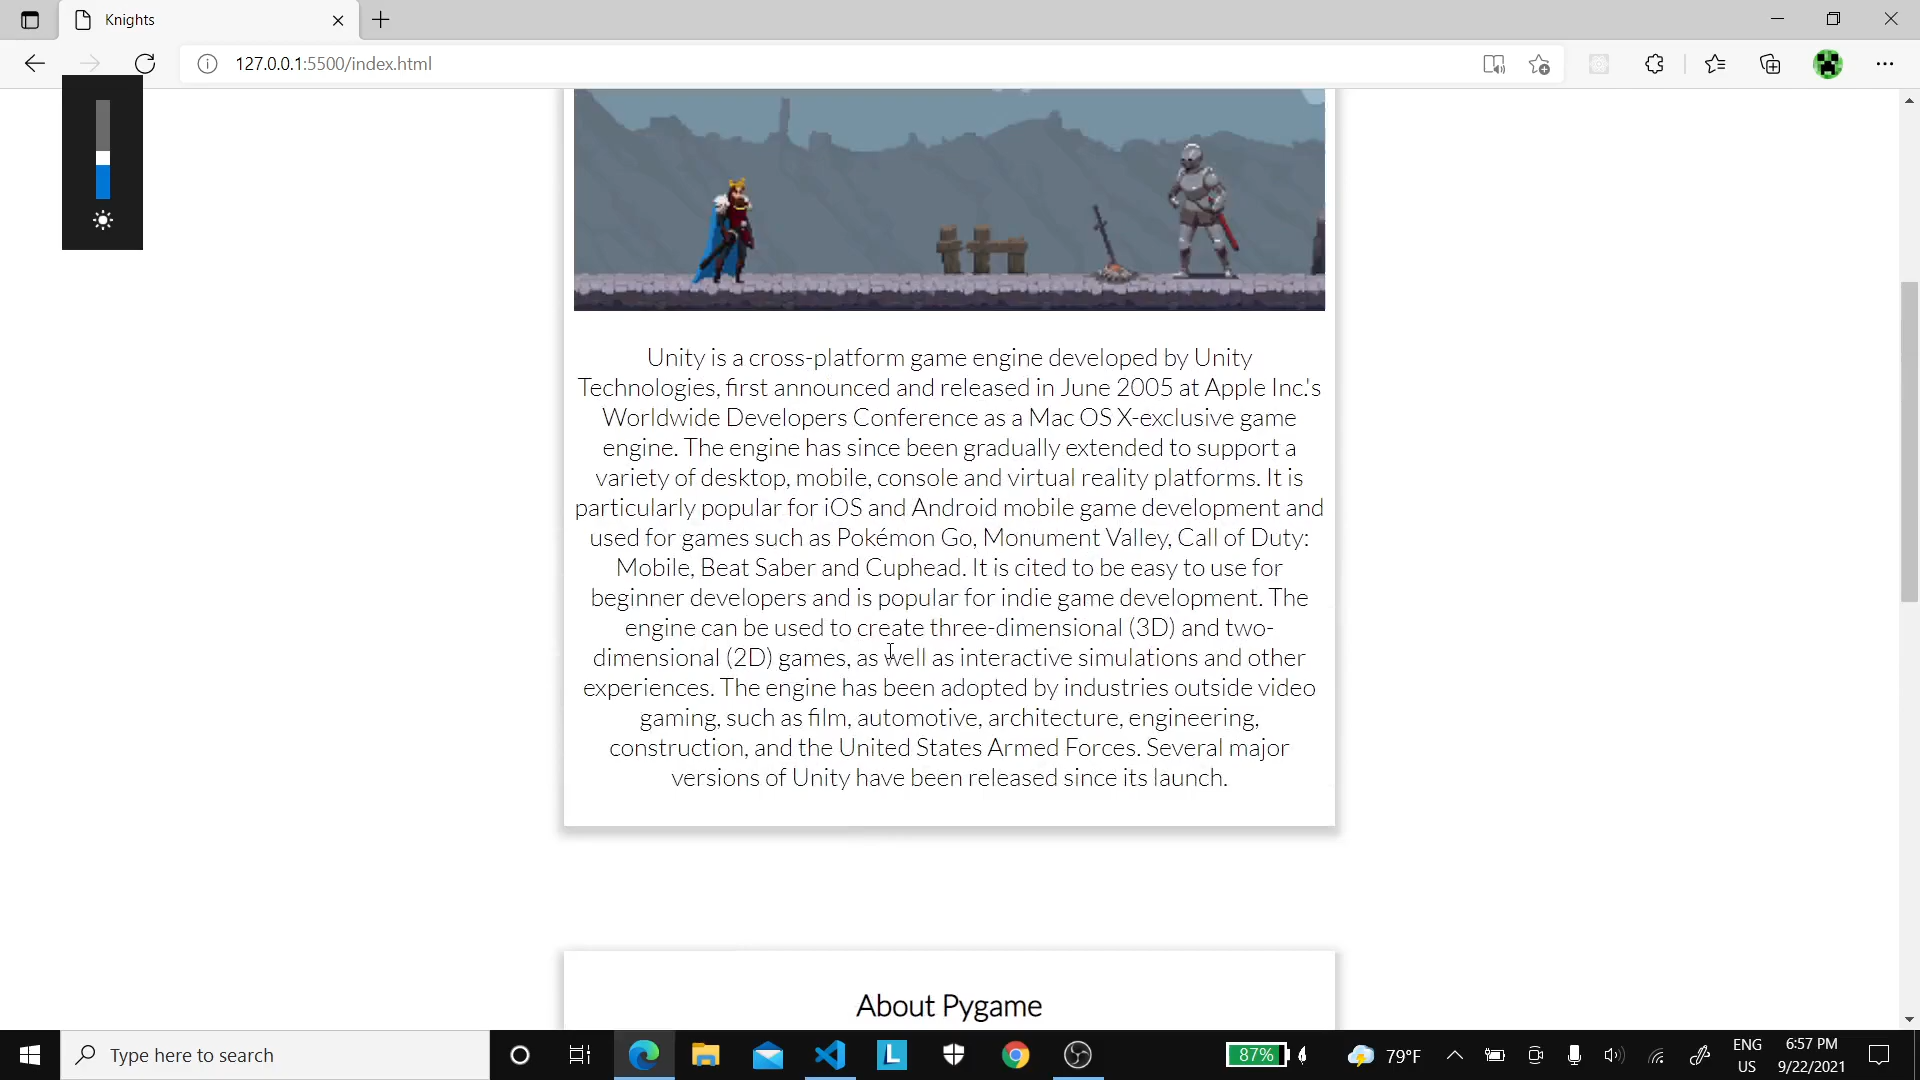 Knights
127.0.0.1:5500/index.html
Unity is a cross-platform game engine developed by Unity
Technologies, first announced and released in June 2005 at Apple Inc.'s
Worldwide Developers Conference as a Mac OS X-exclusive game
engine. The engine has since been gradually extended to support a
variety of desktop, mobile, console and virtual reality platforms. It is
particularly popular for iOS and Android mobile game development and
used for games such as Pokémon Go, Monument Valley, Call of Duty:
Mobile, Beat Saber and Cuphead. It is cited to be easy to use for
beginner developers and is popular for indie game development. The
engine can be used to create three-dimensional (3D) and two-
dimensional (2D) games, as well as interactive simulations and other
experiences. The engine has been adopted by industries outside video
gaming, such as film, automotive, architecture, engineering,
construction, and the United States Armed Forces. Several major
versions of Unity have been released since its launch.
About Pygame
Type here to search
L
87%
79°F
ENG
US
6:57 PM
9/22/2021